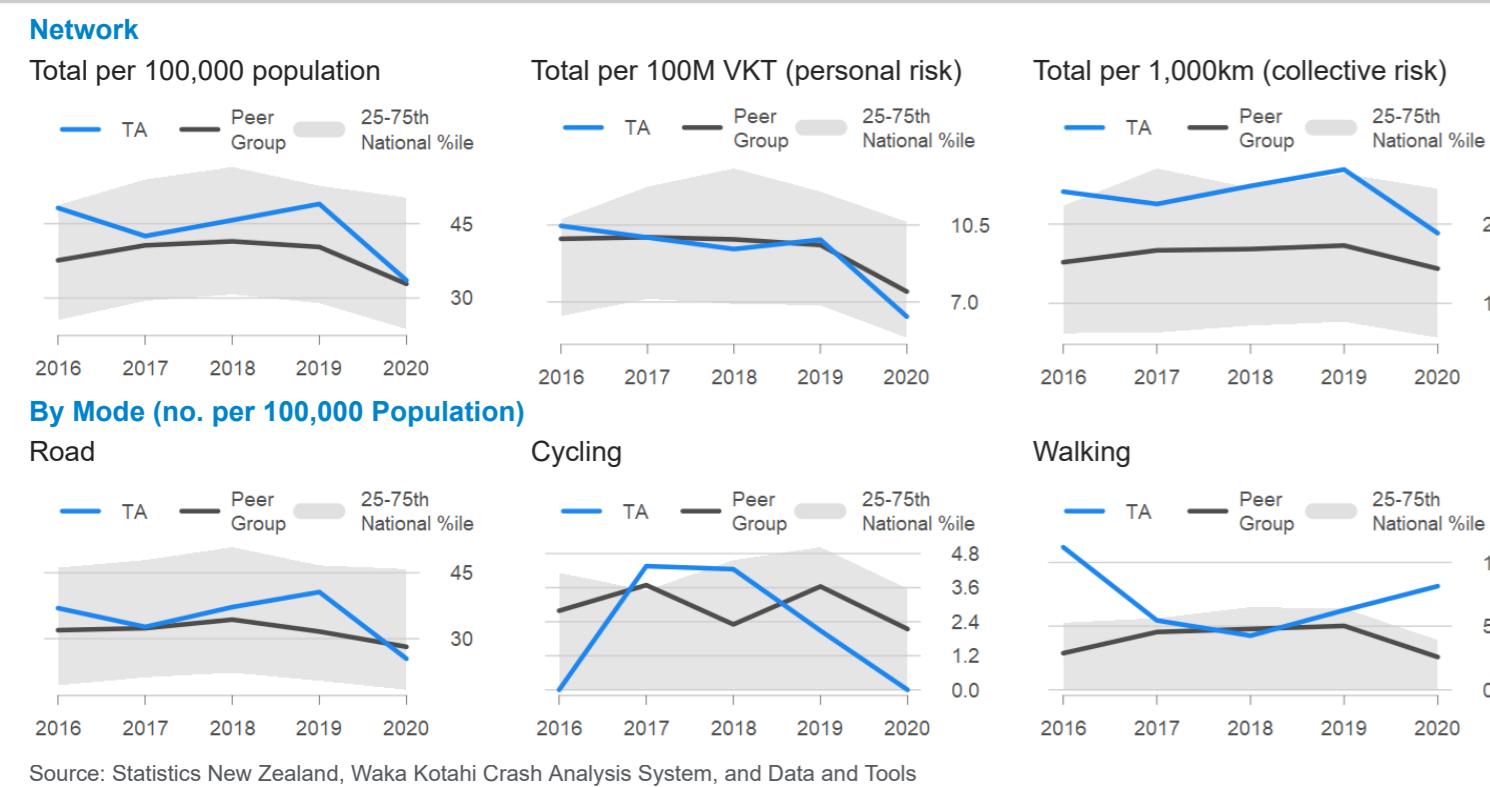 Network
Total per 100,000 population
Total per 100M VKT (personal risk)
Total per 1,000km (collective risk)
TA
Peer
Group
25-75th
National %ile
TA
Peer
Group
25-75th
National %ile
TA
Peer
Group
25-75th
National %ile
45
30
10.5
7.0
2016 2017 2018 2019 2020
2016 2017 2018 2019 2020
2016 2017 2018 2019 2020
By Mode (no. per 100,000 Population)
Road
Cycling
Walking
TA
Peer
Group
25-75th
National %ile
TA
Peer
Group
25-75th
National %ile
TA
Peer
Group
25-75th
National %ile
45
30
4.8
3.6
2.4
1.2
0.0
2016 2017 2018 2019 2020
2016 2017 2018 2019 2020
2016 2017 2018 2019 2020
Source: Statistics New Zealand, Waka Kotahi Crash Analysis System, and Data and Tools